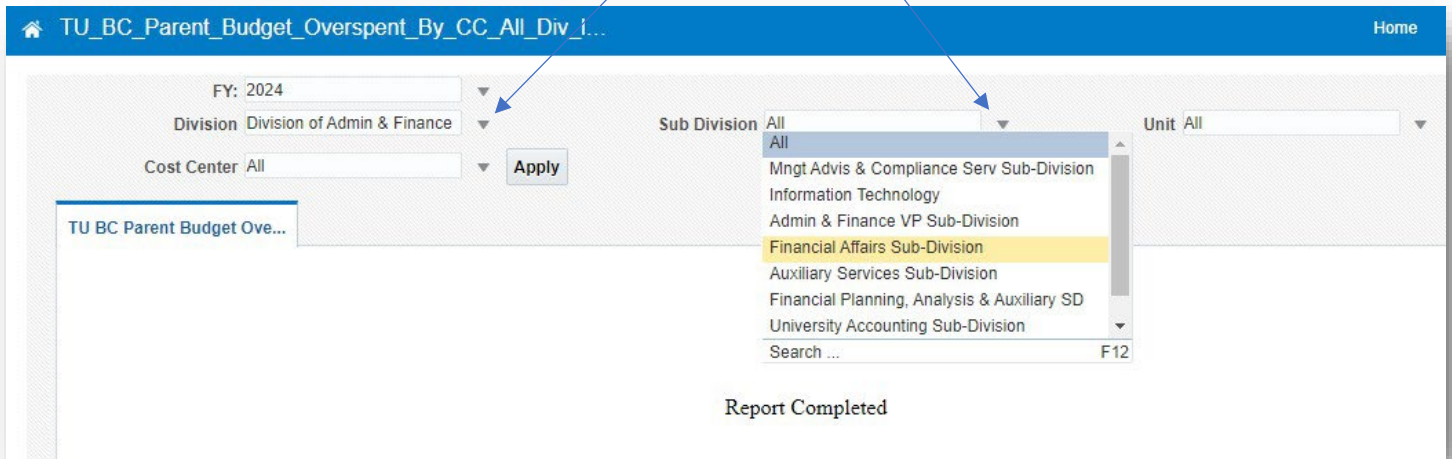 TU_BC_Parent_Budget_Overspent_By_CC_All_Div_i...
Home
FY: 2024
Division Division of Admin & Finance
Sub Division All
Unit All
Cost Center All
Apply
All
Mngt Advis & Compliance Serv Sub-Division
Information Technology
Admin & Finance VP Sub-Division
Financial Affairs Sub-Division
Auxiliary Services Sub-Division
Financial Planning, Analysis & Auxiliary SD
University Accounting Sub-Division
Search ... F12
TU BC Parent Budget Ove...
Report Completed